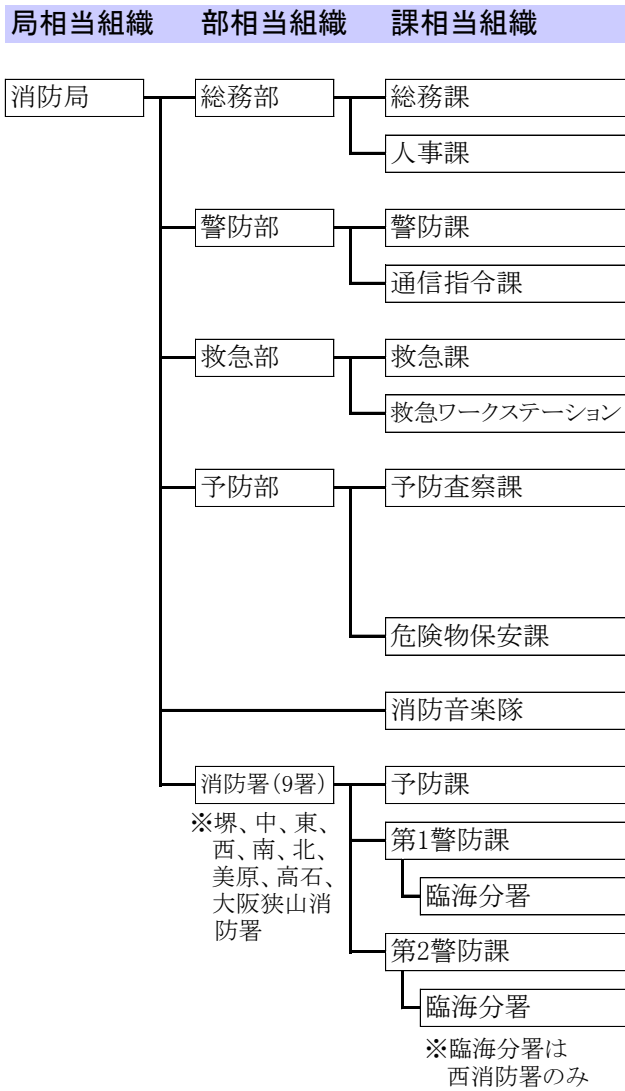 局相当組織 部相当組織 課相当組織
消防局 総務部 総務課
人事課
警防部 警防課
通信指令課
救急部 救急課
救急ワークステーション
予防部 予防査察課
危険物保安課
消防音楽隊
消防署(9署) 予防課
※堺、中、東、
西、南、北、
美原、高石、
大阪狭山消
防署
第1警防課
臨海分署
第2警防課
臨海分署
※臨海分署は
西消防署のみ